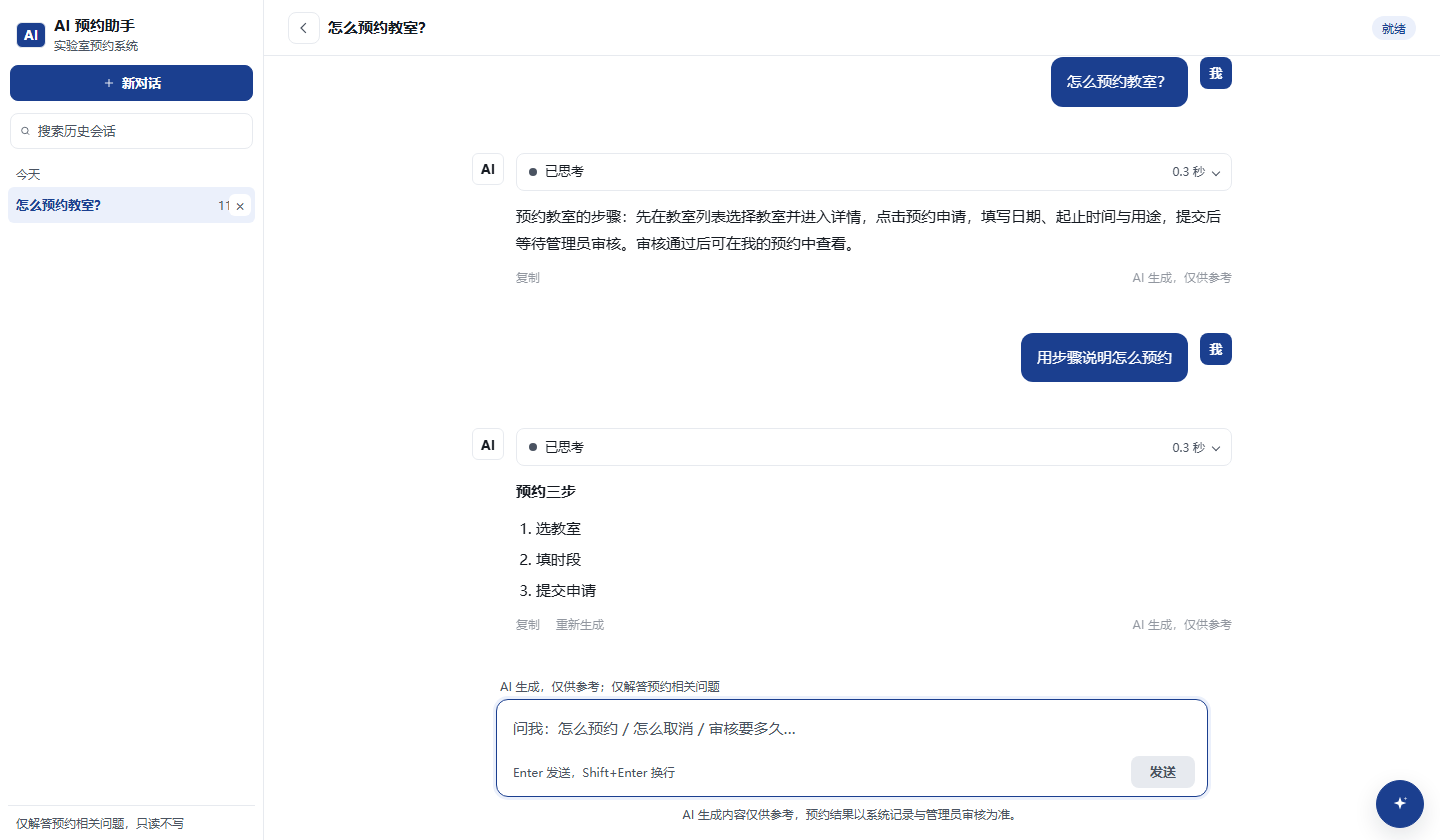 AI
AI 预约助手
实验室预约系统
+ 新对话
搜索历史会话
今天
怎么预约教室？
仅解答预约相关问题，只读不写
怎么预约教室？
就绪
怎么预约教室？
我
AI
已思考
0.3 秒
预约教室的步骤：先在教室列表选择教室并进入详情，点击预约申请，填写日期、起止时间与用途，提交后
等待管理员审核。审核通过后可在我的预约中查看。
复制
AI 生成，仅供参考
用步骤说明怎么预约
我
AI
已思考
0.3 秒
预约三步
1. 选教室
2. 填时段
3. 提交申请
复制 重新生成
AI 生成，仅供参考
AI 生成，仅供参考；仅解答预约相关问题
问我：怎么预约 / 怎么取消 / 审核要多久...
Enter 发送，Shift+Enter 换行
发送
AI 生成内容仅供参考，预约结果以系统记录与管理员审核为准。